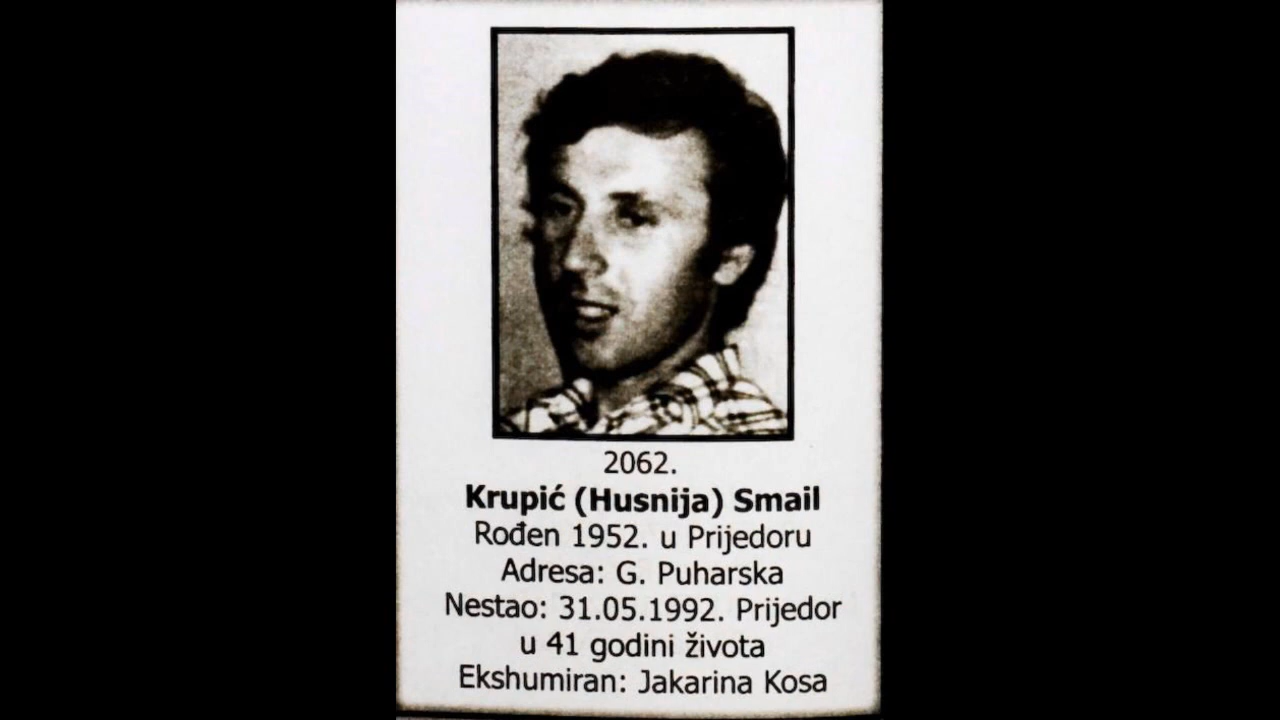 2062.
Krupić (Husnija) Smail
Rođen 1952. u Prijedoru
Adresa: G. Puharska
Nestao: 31.05.1992. Prijedor
u 41 godini života
Ekshumiran: Jakarina Kosa